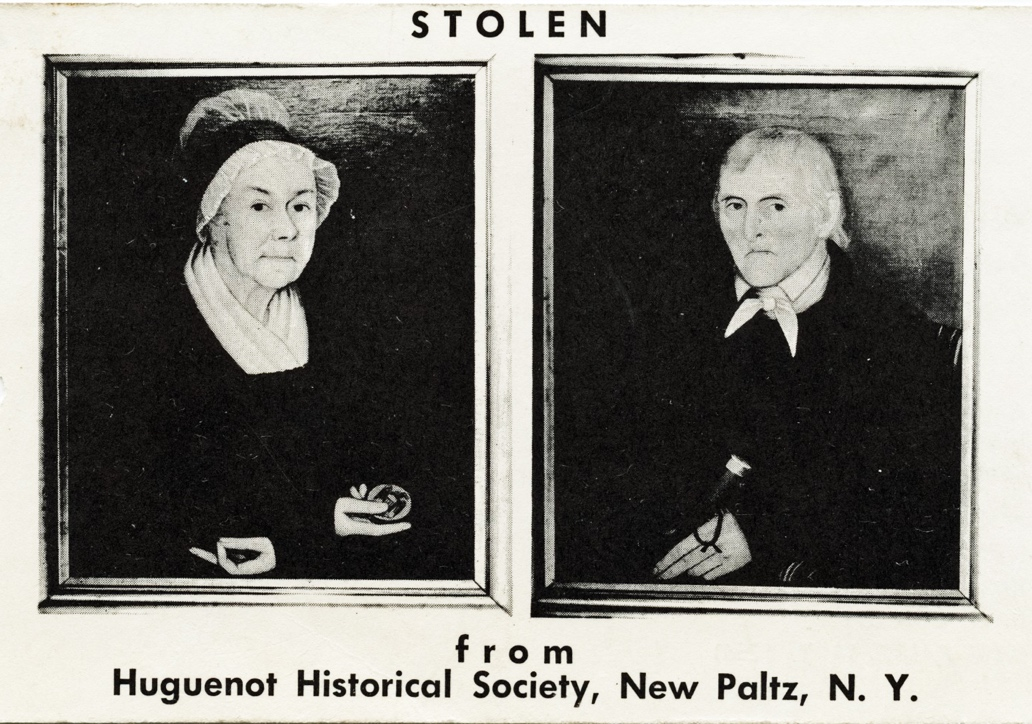 STOLEN
from
Huguenot Historical Society, New Paltz, N. Y.